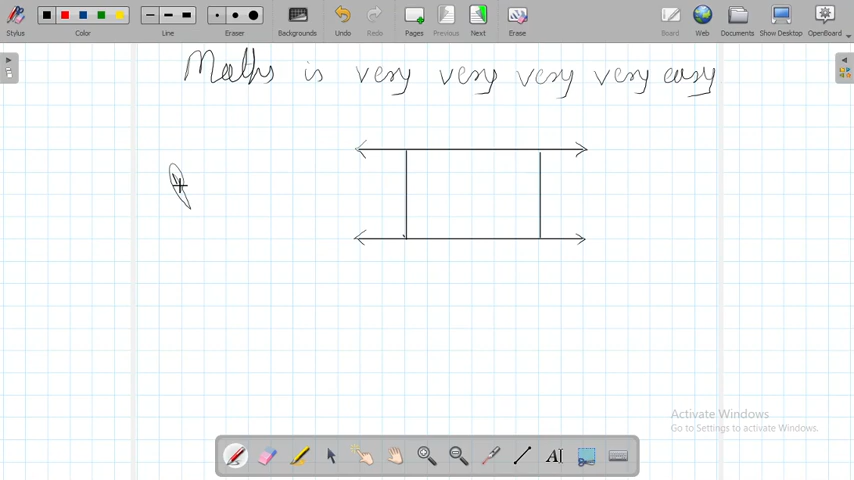 Stylus Color Line Eraser Backgrounds Undo Redo Pages Previous Next Erase Board Web Documents Show Desktop OpenBoard
Maths is very very very very easy
Activate Windows
Go to Settings to activate Windows.
A